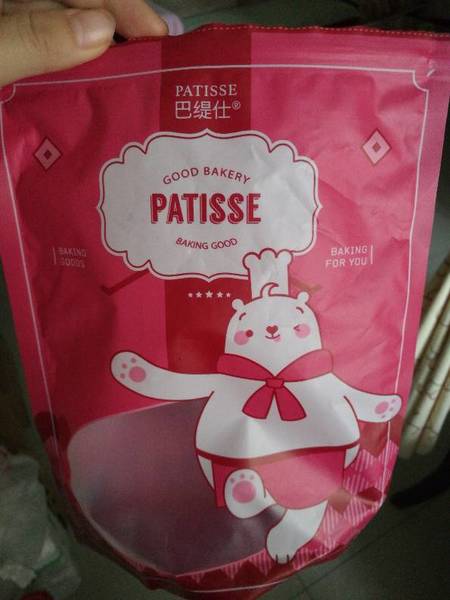 PATISSE
巴缇仕®
GOOD BAKERY
PATISSE
BAKING GOOD
BAKING
GOODS
BAKING
FOR YOU